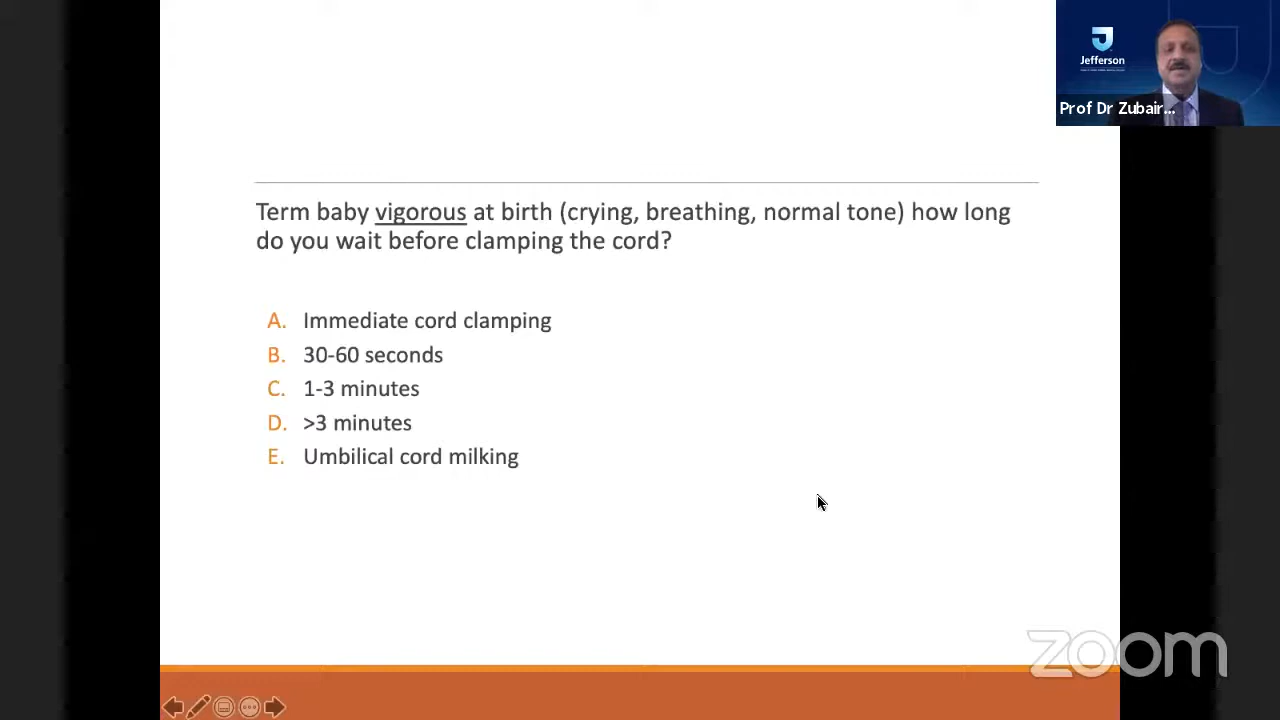 Jefferson
Prof Dr Zubair...
Term baby vigorous at birth (crying, breathing, normal tone) how long
do you wait before clamping the cord?
A. Immediate cord clamping
B. 30-60 seconds
C. 1-3 minutes
D. >3 minutes
E. Umbilical cord milking
zoom